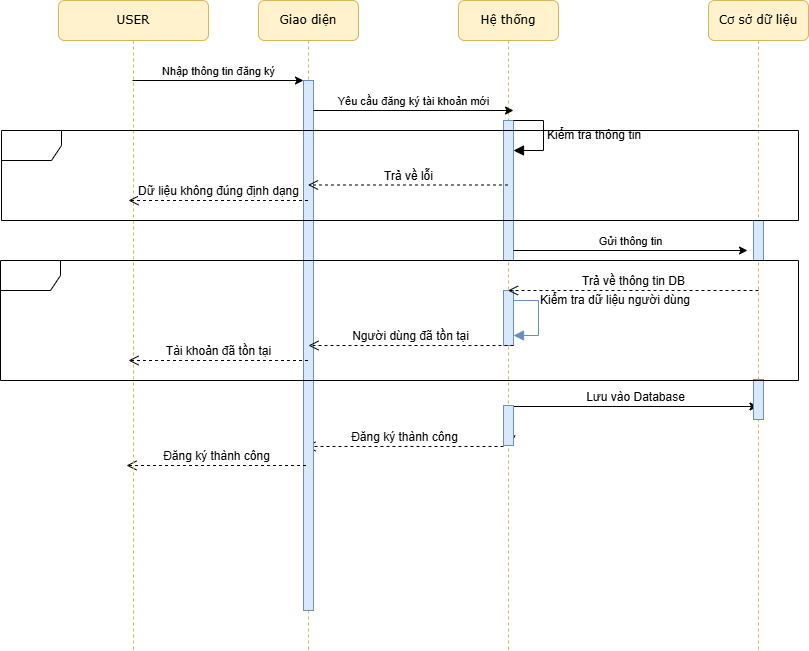 USER
Giao diện
Hệ thống
Cơ sở dữ liệu
Nhập thông tin đăng ký
Yêu cầu đăng ký tài khoản mới
Kiểm tra thông tin
Trả về lỗi
Dữ liệu không đúng định dạng
Gửi thông tin
Trả về thông tin DB
Kiểm tra dữ liệu người dùng
Người dùng đã tồn tại
Tài khoản đã tồn tại
Lưu vào Database
Đăng ký thành công
Đăng ký thành công